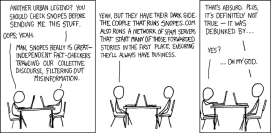 ANOTHER URBAN LEGEND? YOU
SHOULD CHECK SNOPES BEFORE
SENDING ME THIS STUFF.
OOPS; YEAH.
MAN, SNOPES REALLY IS GREAT—
INDEPENDENT FACT-CHECKERS
TRAWLING OUR COLLECTIVE
DISCOURSE, FILTERING OUT
MISINFORMATION.
YEAH, BUT THEY HAVE THEIR DARK SIDE.
THE COUPLE THAT RUNS SNOPES.COM
ALSO RUNS A NETWORK OF SPAM SERVERS
THAT START MANY OF THOSE FORWARDED
STORIES IN THE FIRST PLACE, ENSURING
THEY'LL ALWAYS HAVE BUSINESS.
THAT'S ABSURD. PLUS,
IT'S DEFINITELY NOT
TRUE — IT WAS
DEBUNKED BY...
YES?
... OH MY GOD.